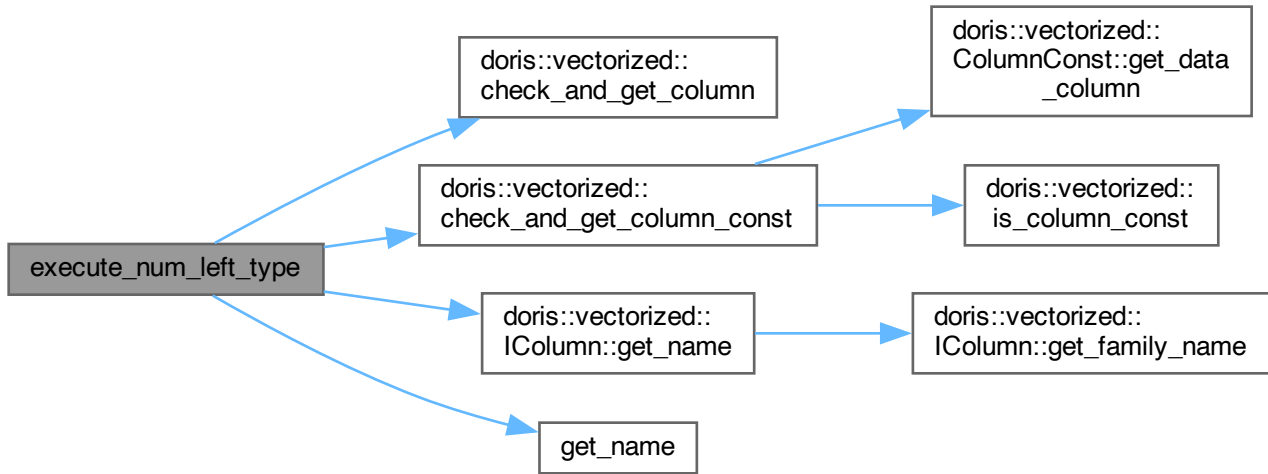 execute_num_left_type
doris::vectorized::
check_and_get_column
doris::vectorized::
check_and_get_column_const
doris::vectorized::
ColumnConst::get_data
_column
doris::vectorized::
is_column_const
doris::vectorized::
IColumn::get_name
doris::vectorized::
IColumn::get_family_name
get_name